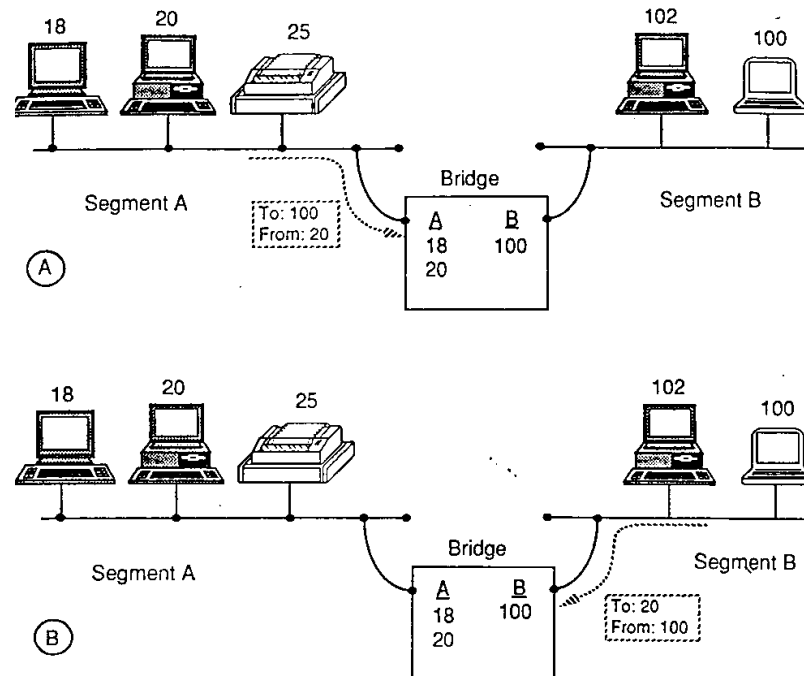 18
20
25
102
100
Segment A
Bridge
Segment B
To: 100
From: 20
A B
18 100
20
A
18
20
25
102
100
Segment A
Bridge
Segment B
A B
18 100
20
To: 20
From: 100
B